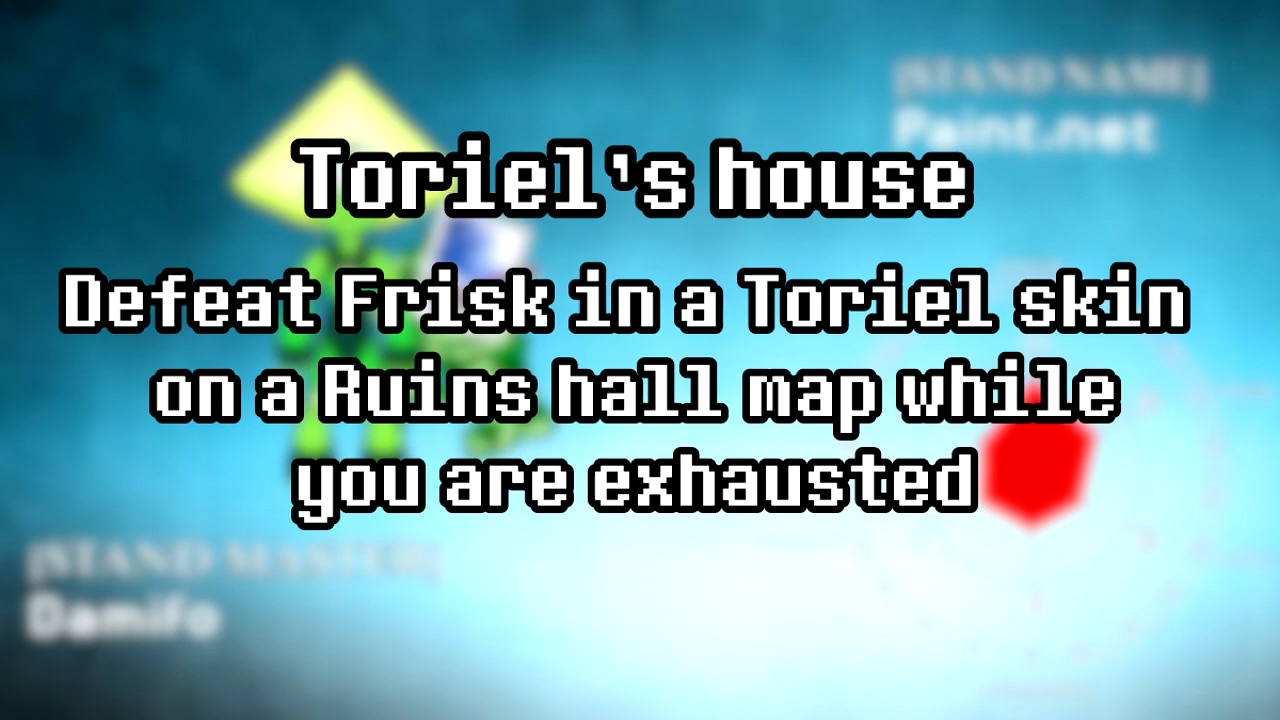 [STAND NAME]
Paint.net
Toriel's house
Defeat Frisk in a Toriel skin
on a Ruins hall map while
you are exhausted
[STAND MASTER]
Damifo